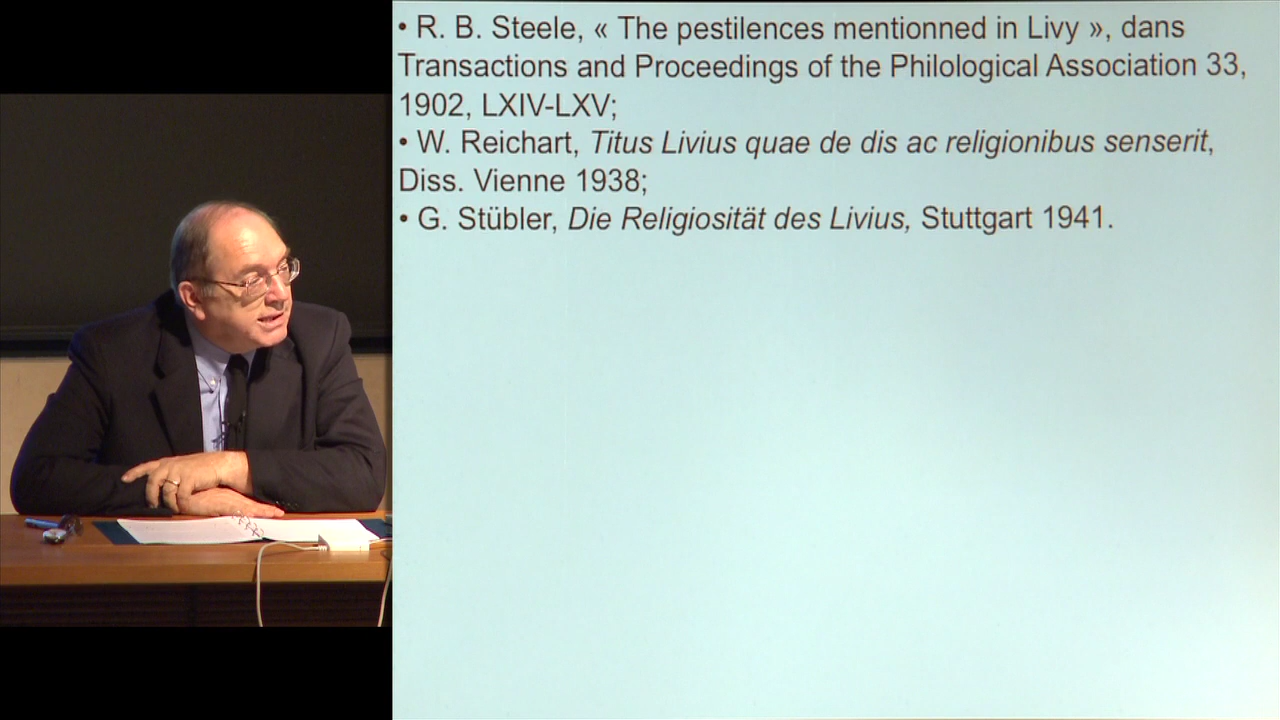 • R. B. Steele, « The pestilences mentionned in Livy », dans
Transactions and Proceedings of the Philological Association 33,
1902, LXIV-LXV;
• W. Reichart, Titus Livius quae de dis ac religionibus senserit,
Diss. Vienne 1938;
• G. Stübler, Die Religiosität des Livius, Stuttgart 1941.